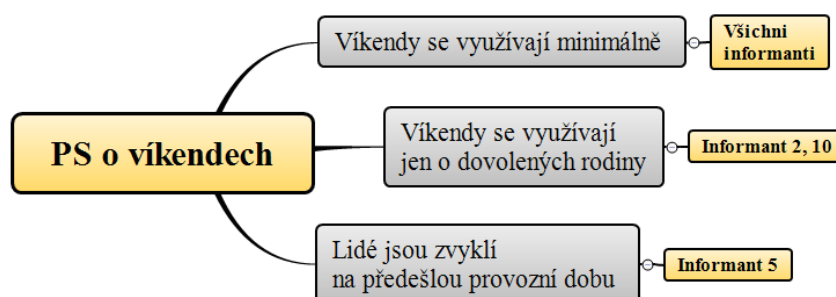 PS o víkendech
Víkendy se využívají minimálně
Všichni
informanti
Víkendy se využívají
jen o dovolených rodiny
Informant 2, 10
Lidé jsou zvyklí
na předešlou provozní dobu
Informant 5